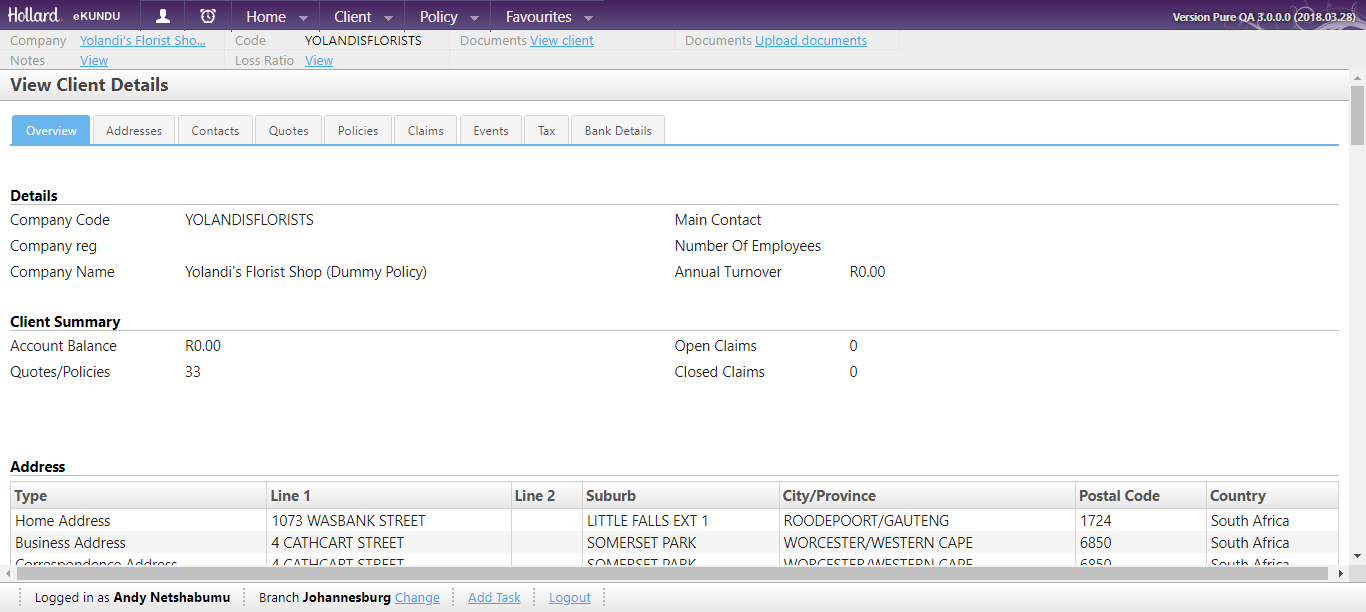 Hollard. eKUNDU Home Client Policy Favourites Version Pure QA 3.0.0.0 (2018.03.28)
Company Yolandi's Florist Sho... Code YOLANDISFLORISTS Documents View client Documents Upload documents
Notes View Loss Ratio View
View Client Details
Overview Addresses Contacts Quotes Policies Claims Events Tax Bank Details
Details
Company Code YOLANDISFLORISTS Main Contact
Company reg Number Of Employees
Company Name Yolandi's Florist Shop (Dummy Policy) Annual Turnover R0.00
Client Summary
Account Balance R0.00 Open Claims 0
Quotes/Policies 33 Closed Claims 0
Address
Type Line 1 Line 2 Suburb City/Province Postal Code Country
Home Address 1073 WASBANK STREET LITTLE FALLS EXT 1 ROODEPOORT/GAUTENG 1724 South Africa
Business Address 4 CATHCART STREET SOMERSET PARK WORCESTER/WESTERN CAPE 6850 South Africa
Correspondence Address 4 CATHCART STREET SOMERSET PARK WORCESTER/WESTERN CAPE 6850 South Africa
Logged in as Andy Netshabumu Branch Johannesburg Change Add Task Logout